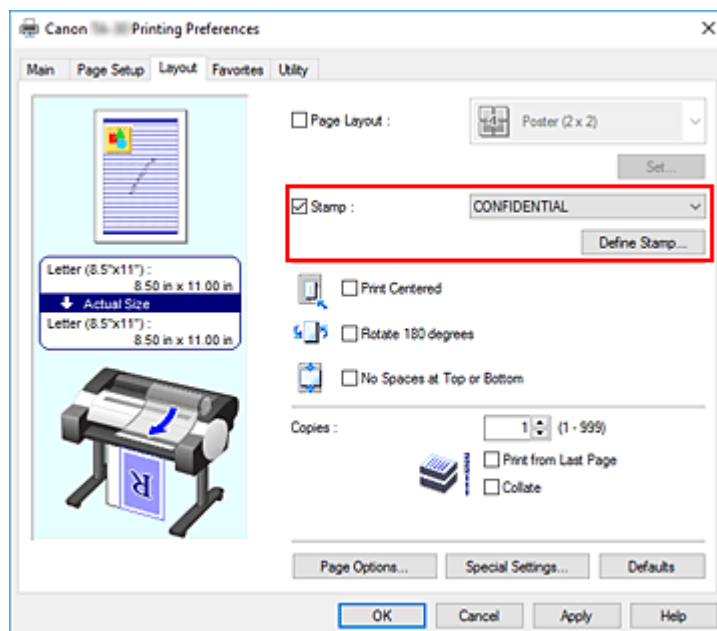 Canon Printing Preferences
Main Page Setup Layout Favorites Utility
Page Layout : Poster (2 x 2)
Set...
Stamp : CONFIDENTIAL
Define Stamp...
Letter (8.5"x11") :
8.50 in x 11.00 in
Actual Size
Letter (8.5"x11") :
8.50 in x 11.00 in
Print Centered
Rotate 180 degrees
No Spaces at Top or Bottom
Copies : 1 (1 - 999)
Print from Last Page
Collate
R
Page Options... Special Settings... Defaults
OK Cancel Apply Help